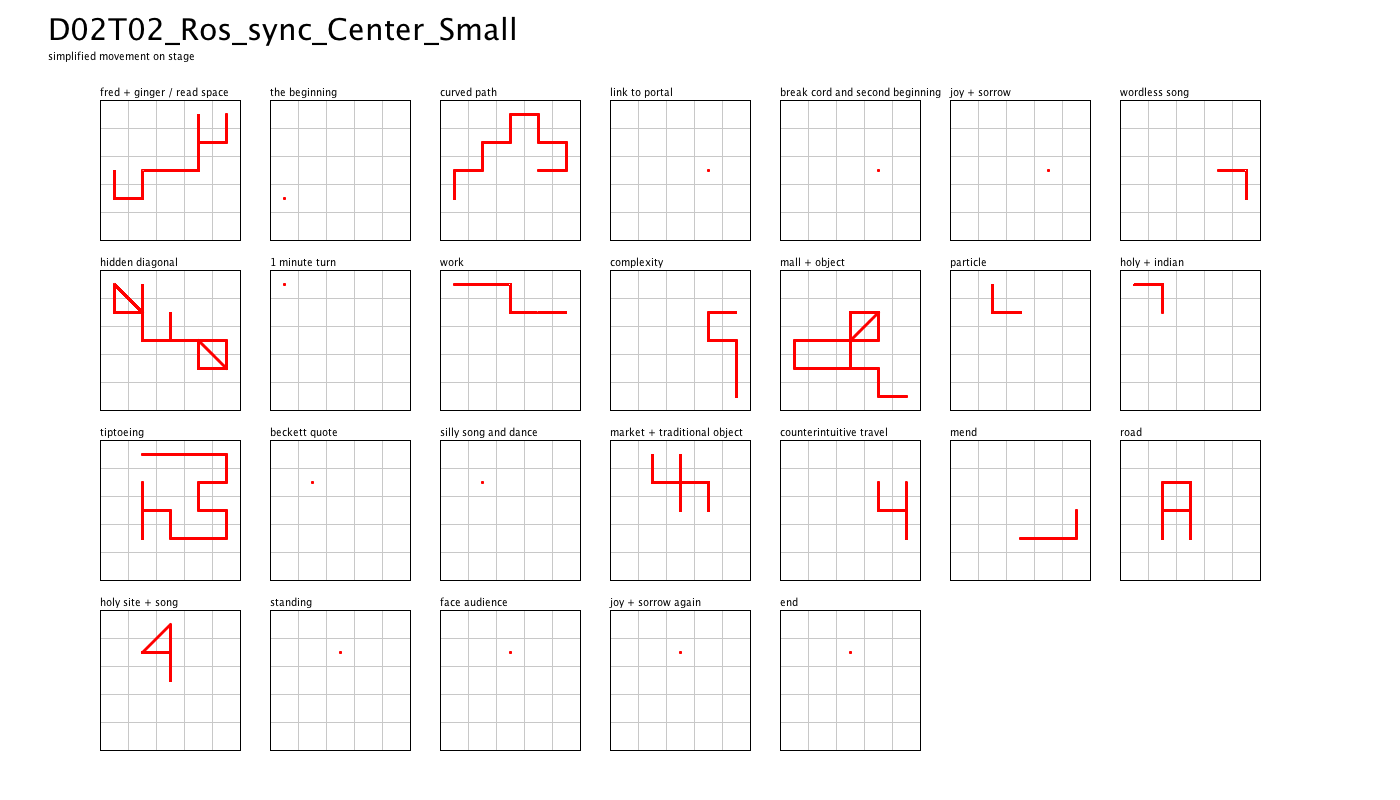 D02T02_Ros_sync_Center_Small
simplified movement on stage
fred + ginger / read space
the beginning
curved path
link to portal
break cord and second beginning
joy + sorrow
wordless song
hidden diagonal
1 minute turn
work
complexity
mall + object
particle
holy + indian
tiptoeing
beckett quote
silly song and dance
market + traditional object
counterintuitive travel
mend
road
holy site + song
standing
face audience
joy + sorrow again
end